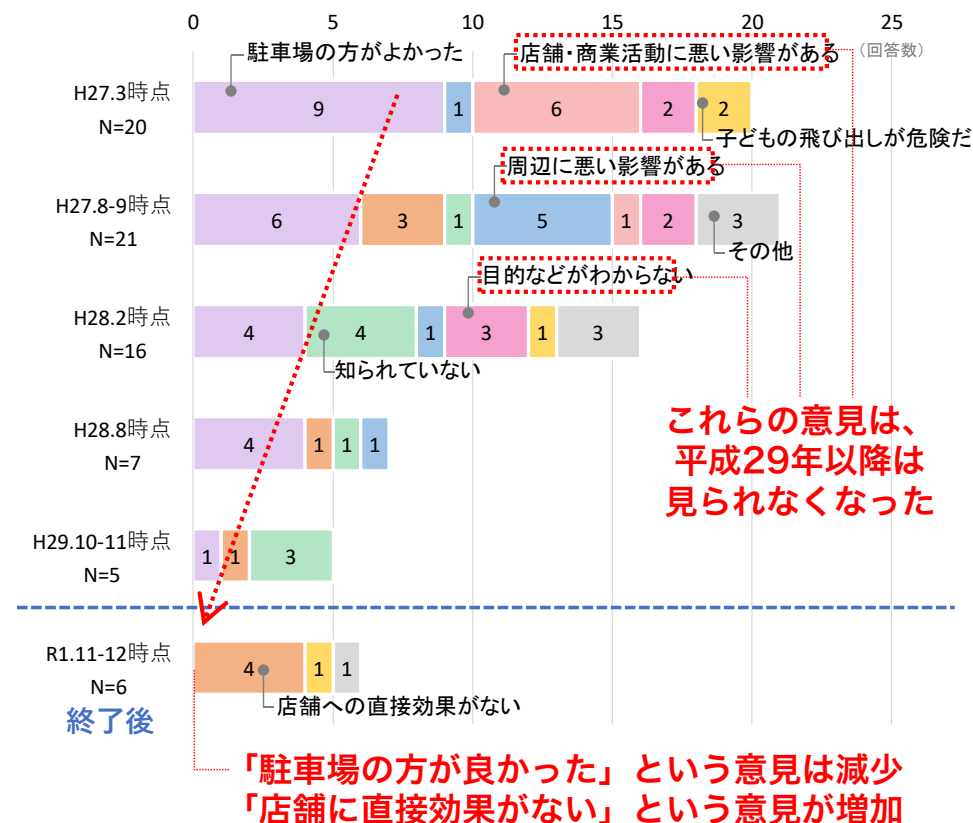 0 5 10 15 20 25
(回答数)
駐車場の方がよかった
店舗・商業活動に悪い影響がある
H27.3時点
N=20
9 1 6 2 2
子どもの飛び出しが危険だ
周辺に悪い影響がある
H27.8-9時点
N=21
6 3 1 5 1 2 3
その他
目的などがわからない
H28.2時点
N=16
4 4 1 3 1 3
知られていない
これらの意見は、
平成29年以降は
見られなくなった
H28.8時点
N=7
4 1 1 1
H29.10-11時点
N=5
1 1 3
R1.11-12時点
N=6
4 1 1
店舗への直接効果がない
終了後
「駐車場の方が良かった」という意見は減少
「店舗に直接効果がない」という意見が増加